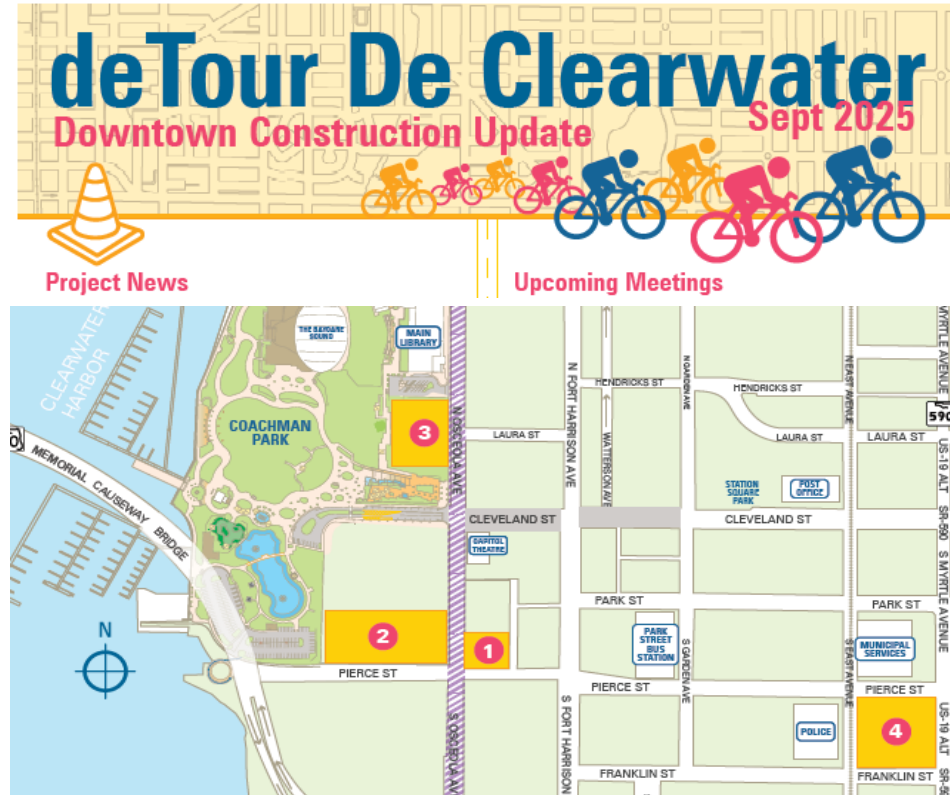 deTour De Clearwater
Downtown Construction Update
Sept 2025
Project News
Upcoming Meetings
CLEARWATER
HARBOR
THE BAYCARE
SOUND
MAIN
LIBRARY
MYRTLE AVENUE
HENDRICKS ST
HENDRICKS ST
N GARDEN AVE
N EAST AVENUE
N FORT HARRISON AVE
COACHMAN
PARK
3
N OSCEOLA AVE
LAURA ST
WATTERSON AVE
LAURA ST
LAURA ST
590
US-19 ALT
MEMORIAL CAUSEWAY BRIDGE
STATION
SQUARE
PARK
POST
OFFICE
CLEVELAND ST
CLEVELAND ST
SR-590
CAPITOL
THEATRE
S MYRTLE AVENUE
PARK ST
PARK ST
N
2
1
PARK
STREET
BUS
STATION
S GARDEN AVE
S EAST AVENUE
MUNICIPAL
SERVICES
PIERCE ST
PIERCE ST
PIERCE ST
S OSCEOLA AV
S FORT HARRISON
POLICE
4
US-19 ALT
FRANKLIN ST
FRANKLIN ST